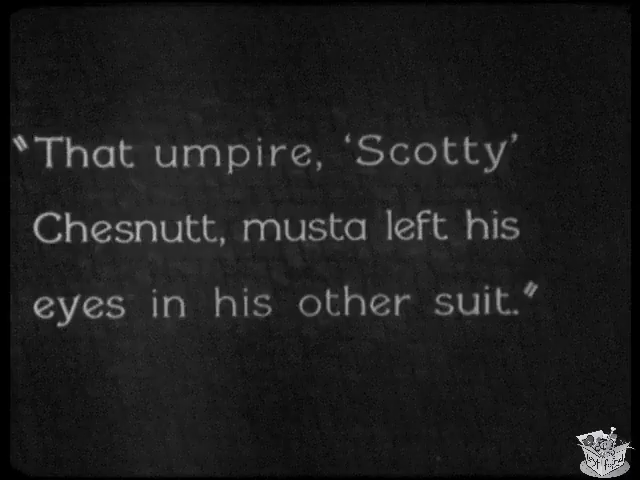 "That umpire, 'Scotty'
Chesnutt, musta left his
eyes in his other suit."